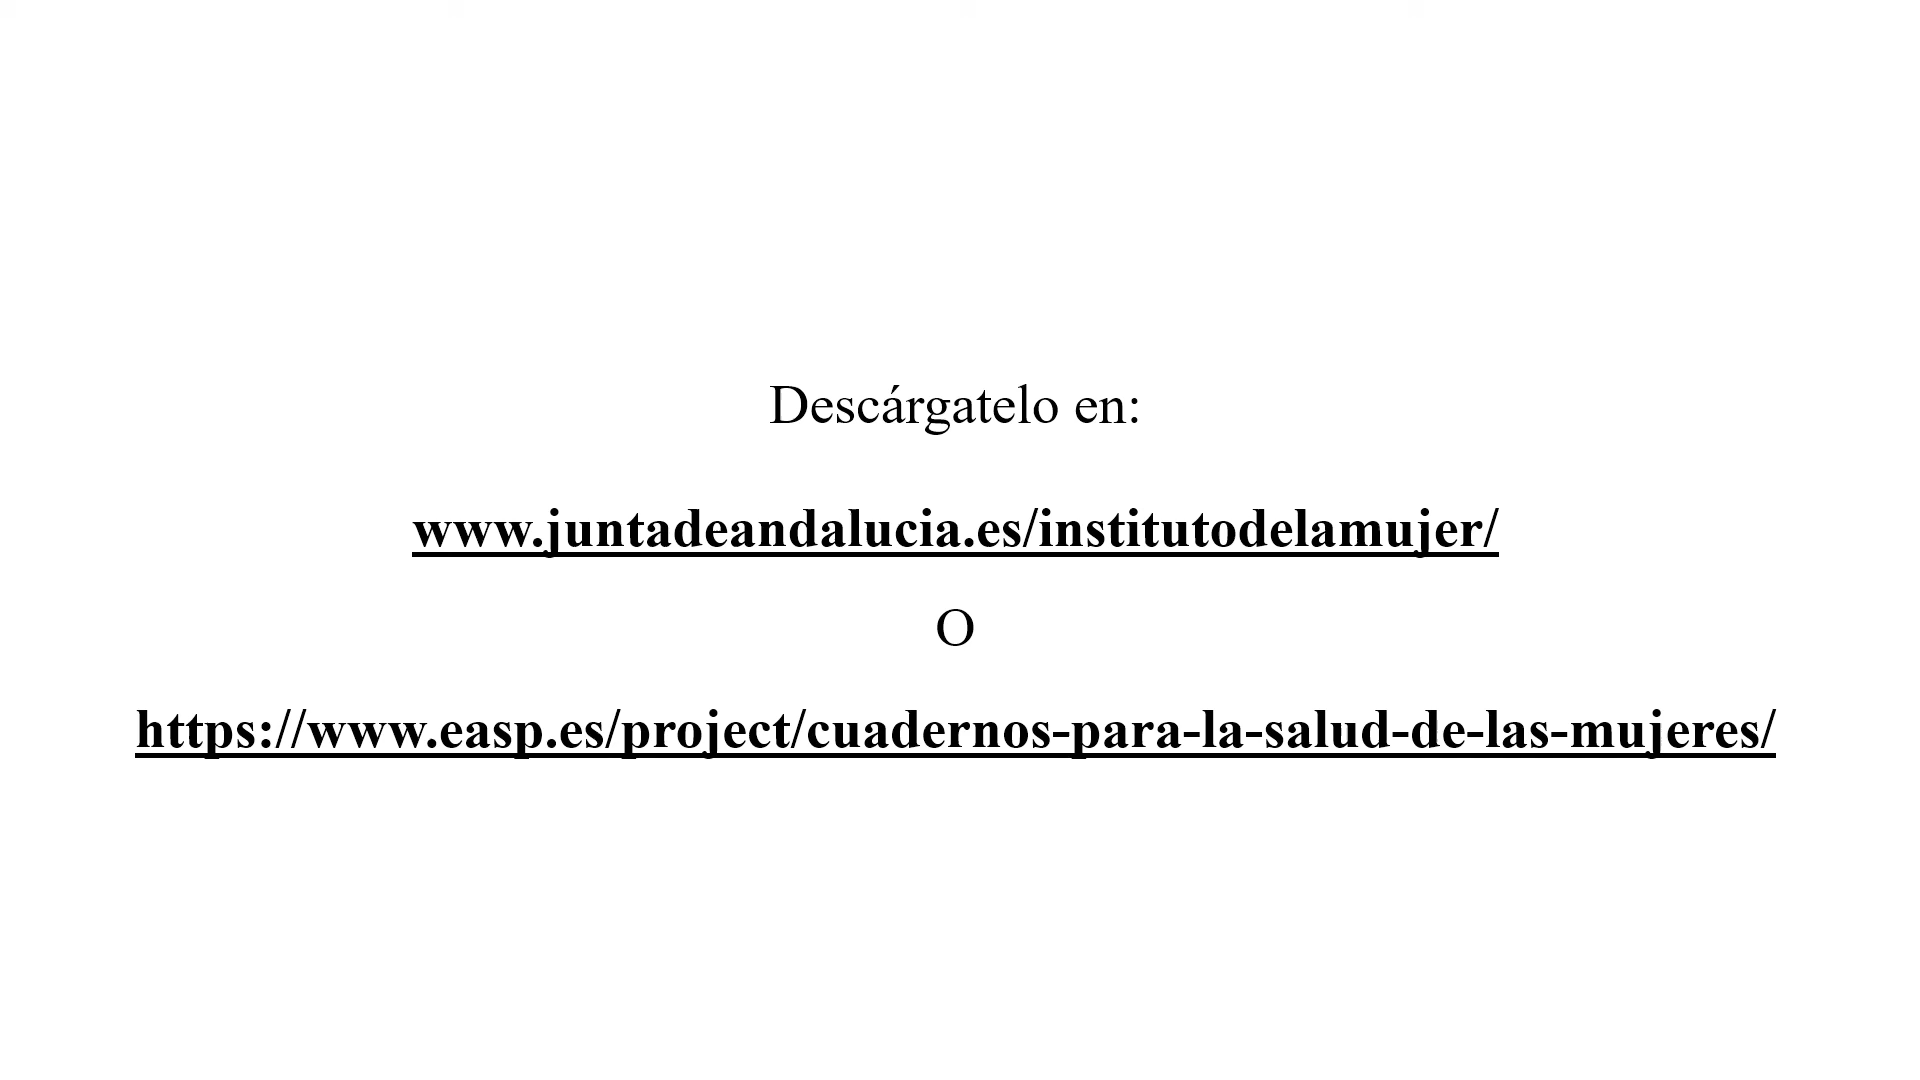 Descárgatelo en:
www.juntadeandalucia.es/institutodelamujer/
O
https://www.easp.es/project/cuadernos-para-la-salud-de-las-mujeres/